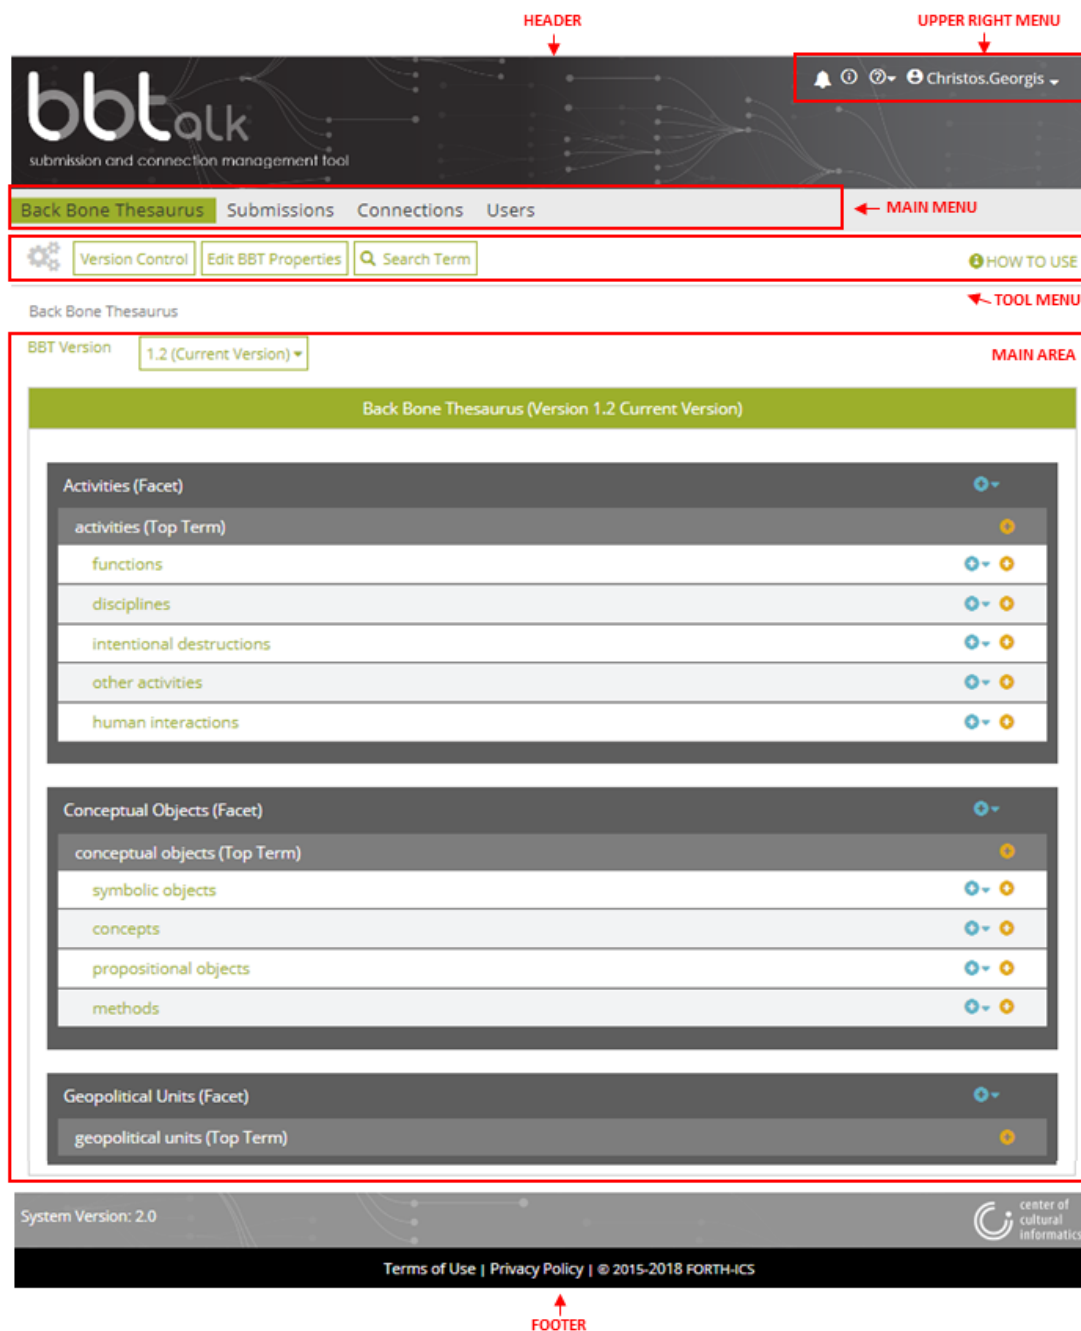 HEADER
UPPER RIGHT MENU
Christos.Georgis
bbtalk
submission and connection management tool
Back Bone Thesaurus Submissions Connections Users
MAIN MENU
Version Control Edit BBT Properties Search Term
HOW TO USE
TOOL MENU
Back Bone Thesaurus
BBT Version 1.2 (Current Version)
MAIN AREA
Back Bone Thesaurus (Version 1.2 Current Version)
Activities (Facet)
activities (Top Term)
functions
disciplines
intentional destructions
other activities
human interactions
Conceptual Objects (Facet)
conceptual objects (Top Term)
symbolic objects
concepts
propositional objects
methods
Geopolitical Units (Facet)
geopolitical units (Top Term)
System Version: 2.0
center of
cultural
informatics
Terms of Use | Privacy Policy | © 2015-2018 FORTH-ICS
FOOTER